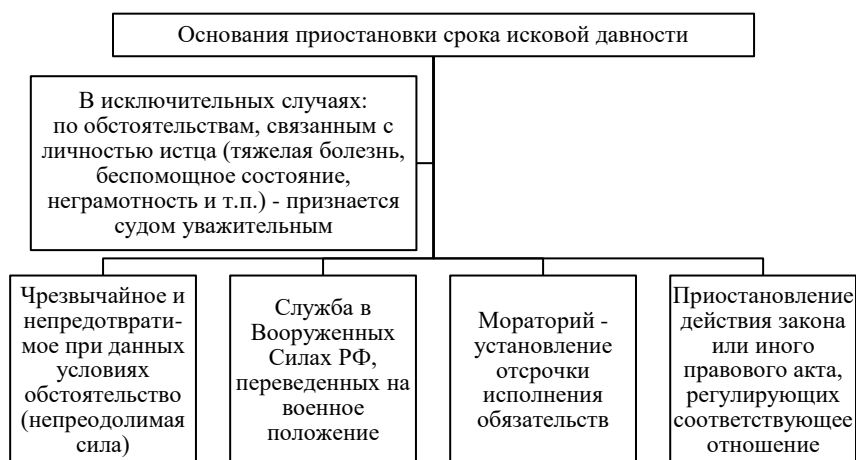 Основания приостановки срока исковой давности
В исключительных случаях:
по обстоятельствам, связанным с
личностью истца (тяжелая болезнь,
беспомощное состояние,
неграмотность и т.п.) - признается
судом уважительным
Чрезвычайное и
непредотврати-
мое при данных
условиях
обстоятельство
(непреодолимая
сила)
Служба в
Вооруженных
Силах РФ,
переведенных на
военное
положение
Мораторий -
установление
отсрочки
исполнения
обязательств
Приостановление
действия закона
или иного
правового акта,
регулирующих
соответствующее
отношение